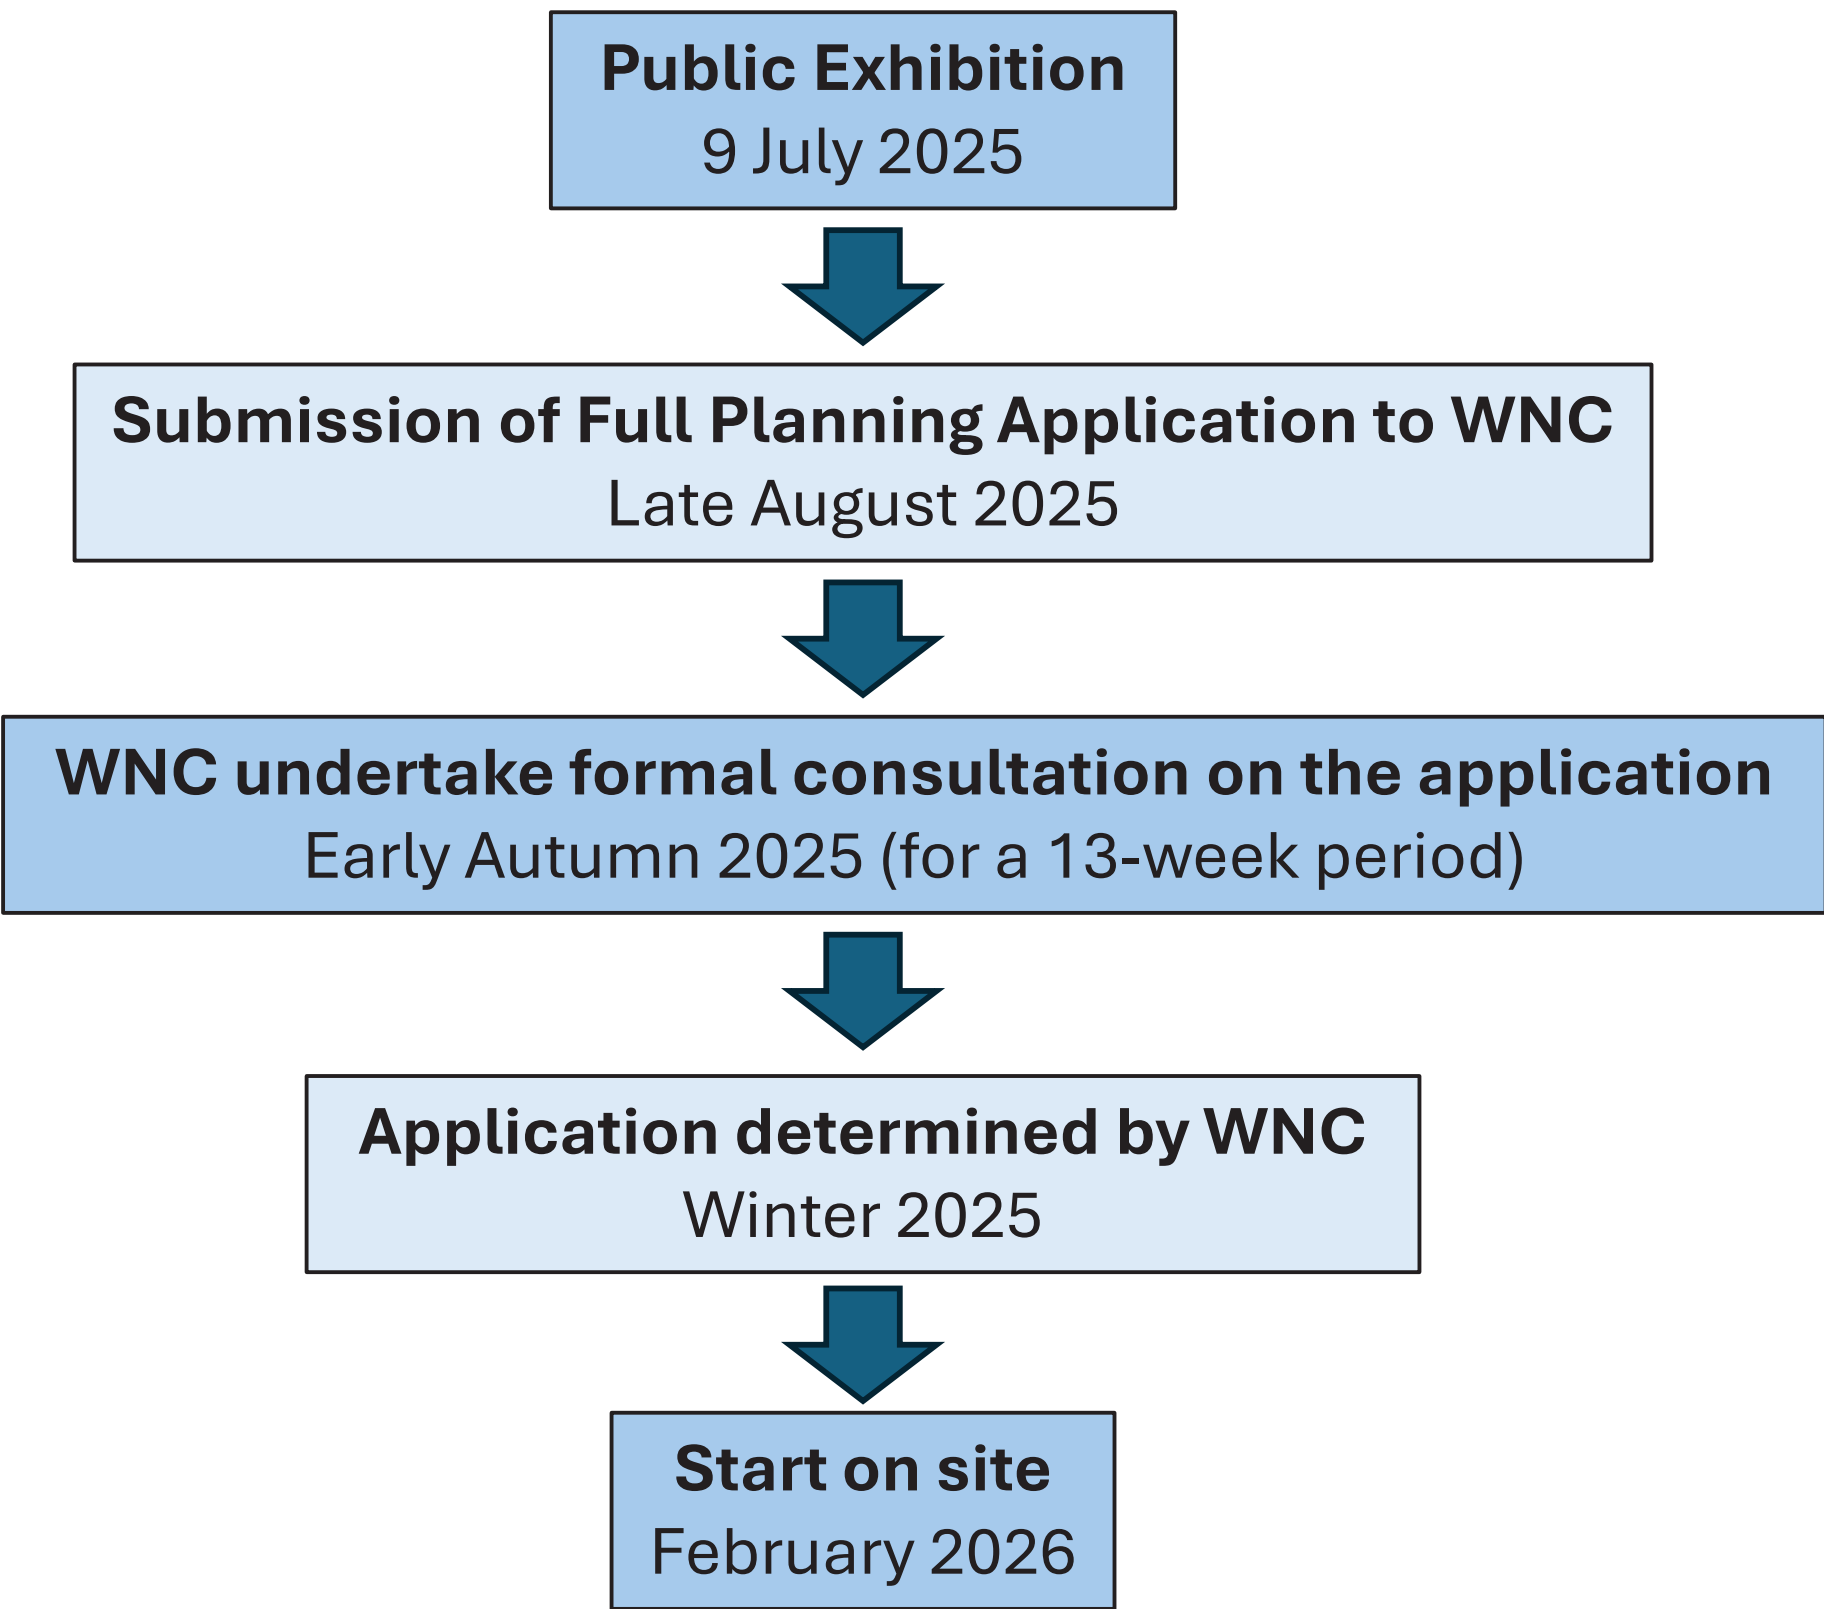 Public Exhibition
9 July 2025
Submission of Full Planning Application to WNC
Late August 2025
WNC undertake formal consultation on the application
Early Autumn 2025 (for a 13-week period)
Application determined by WNC
Winter 2025
Start on site
February 2026